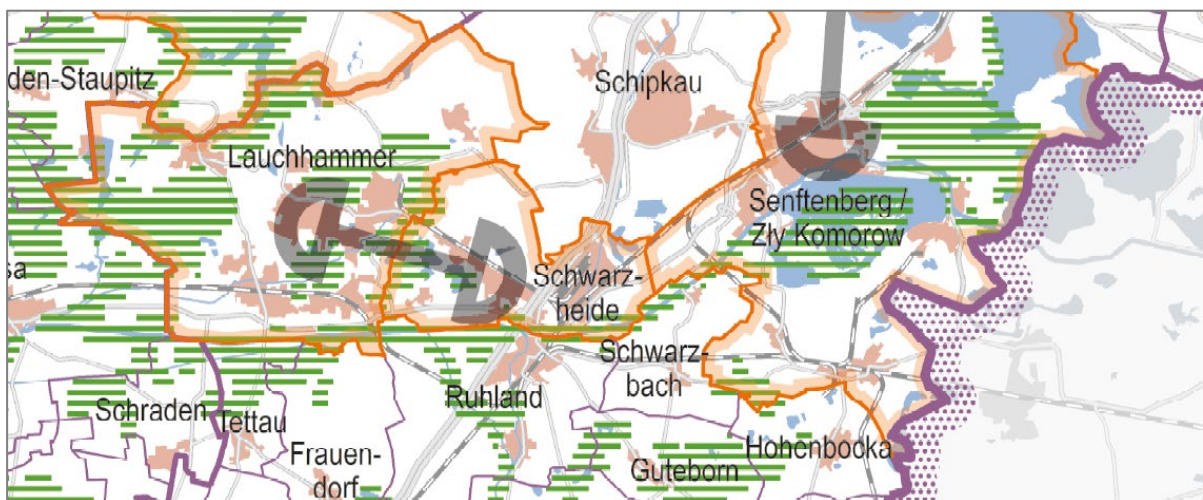 den-Staupitz
Schipkau
Lauchhammer
Senftenberg /
Zły Komorow
sa
Schwarz-
heide
Schwarz-
bach
Ruhland
Schraden
Tettau
Frauen-
dorf
Guteborn
Hohenbocka